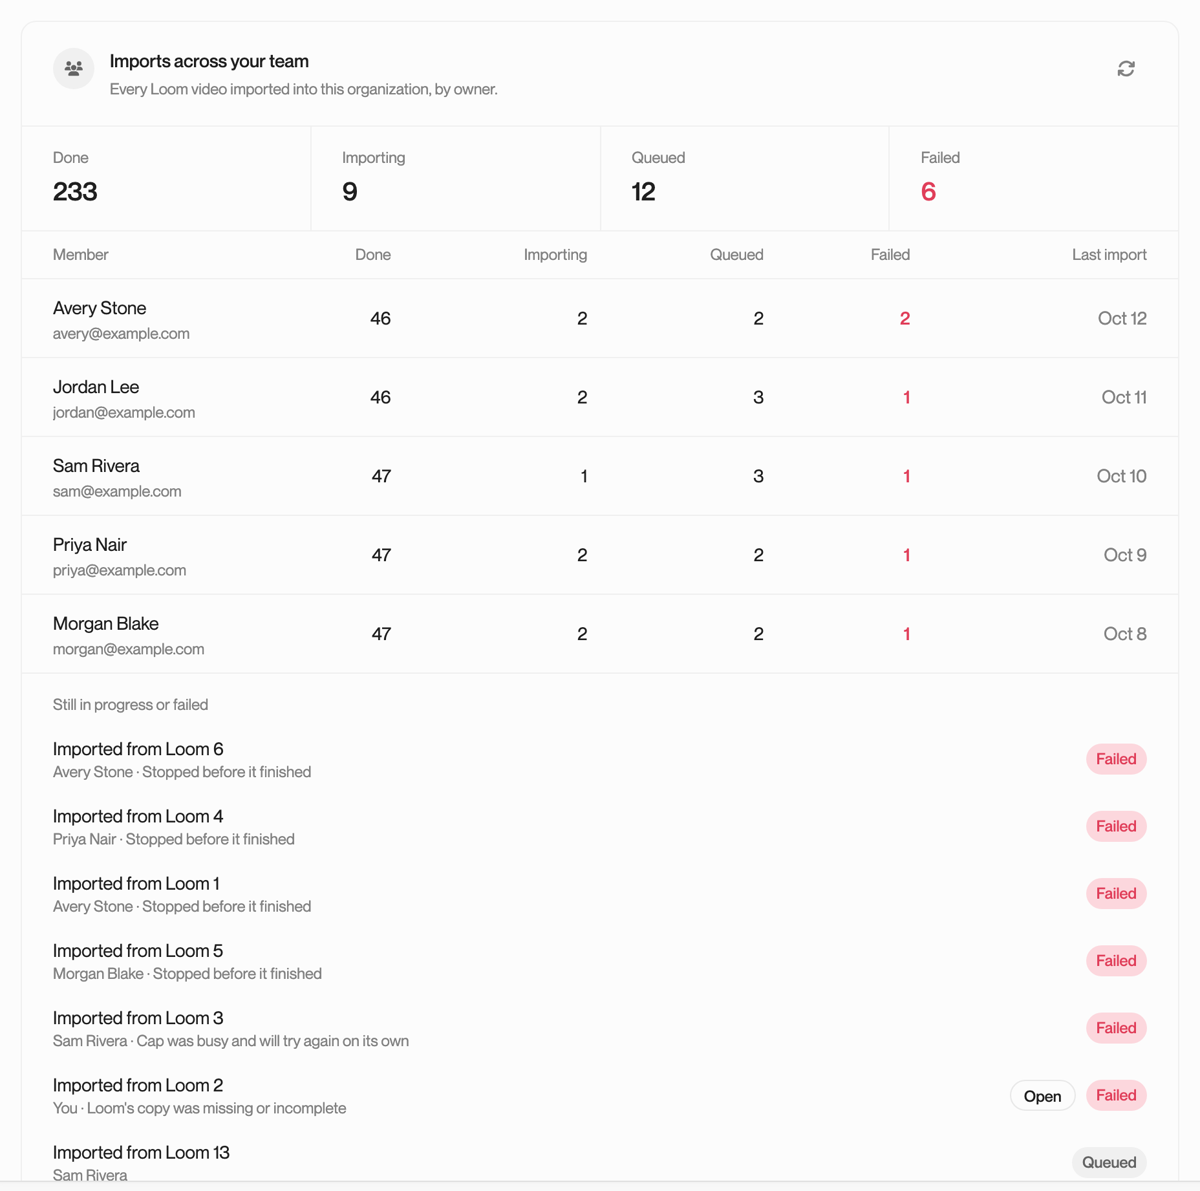 Imports across your team
Every Loom video imported into this organization, by owner.
Done
233
Importing
9
Queued
12
Failed
6
Member Done Importing Queued Failed Last import
Avery Stone
avery@example.com
46 2 2 2 Oct 12
Jordan Lee
jordan@example.com
46 2 3 1 Oct 11
Sam Rivera
sam@example.com
47 1 3 1 Oct 10
Priya Nair
priya@example.com
47 2 2 1 Oct 9
Morgan Blake
morgan@example.com
47 2 2 1 Oct 8
Still in progress or failed
Imported from Loom 6
Avery Stone · Stopped before it finished
Failed
Imported from Loom 4
Priya Nair · Stopped before it finished
Failed
Imported from Loom 1
Avery Stone · Stopped before it finished
Failed
Imported from Loom 5
Morgan Blake · Stopped before it finished
Failed
Imported from Loom 3
Sam Rivera · Cap was busy and will try again on its own
Failed
Imported from Loom 2
You · Loom's copy was missing or incomplete
Open Failed
Imported from Loom 13
Sam Rivera
Queued